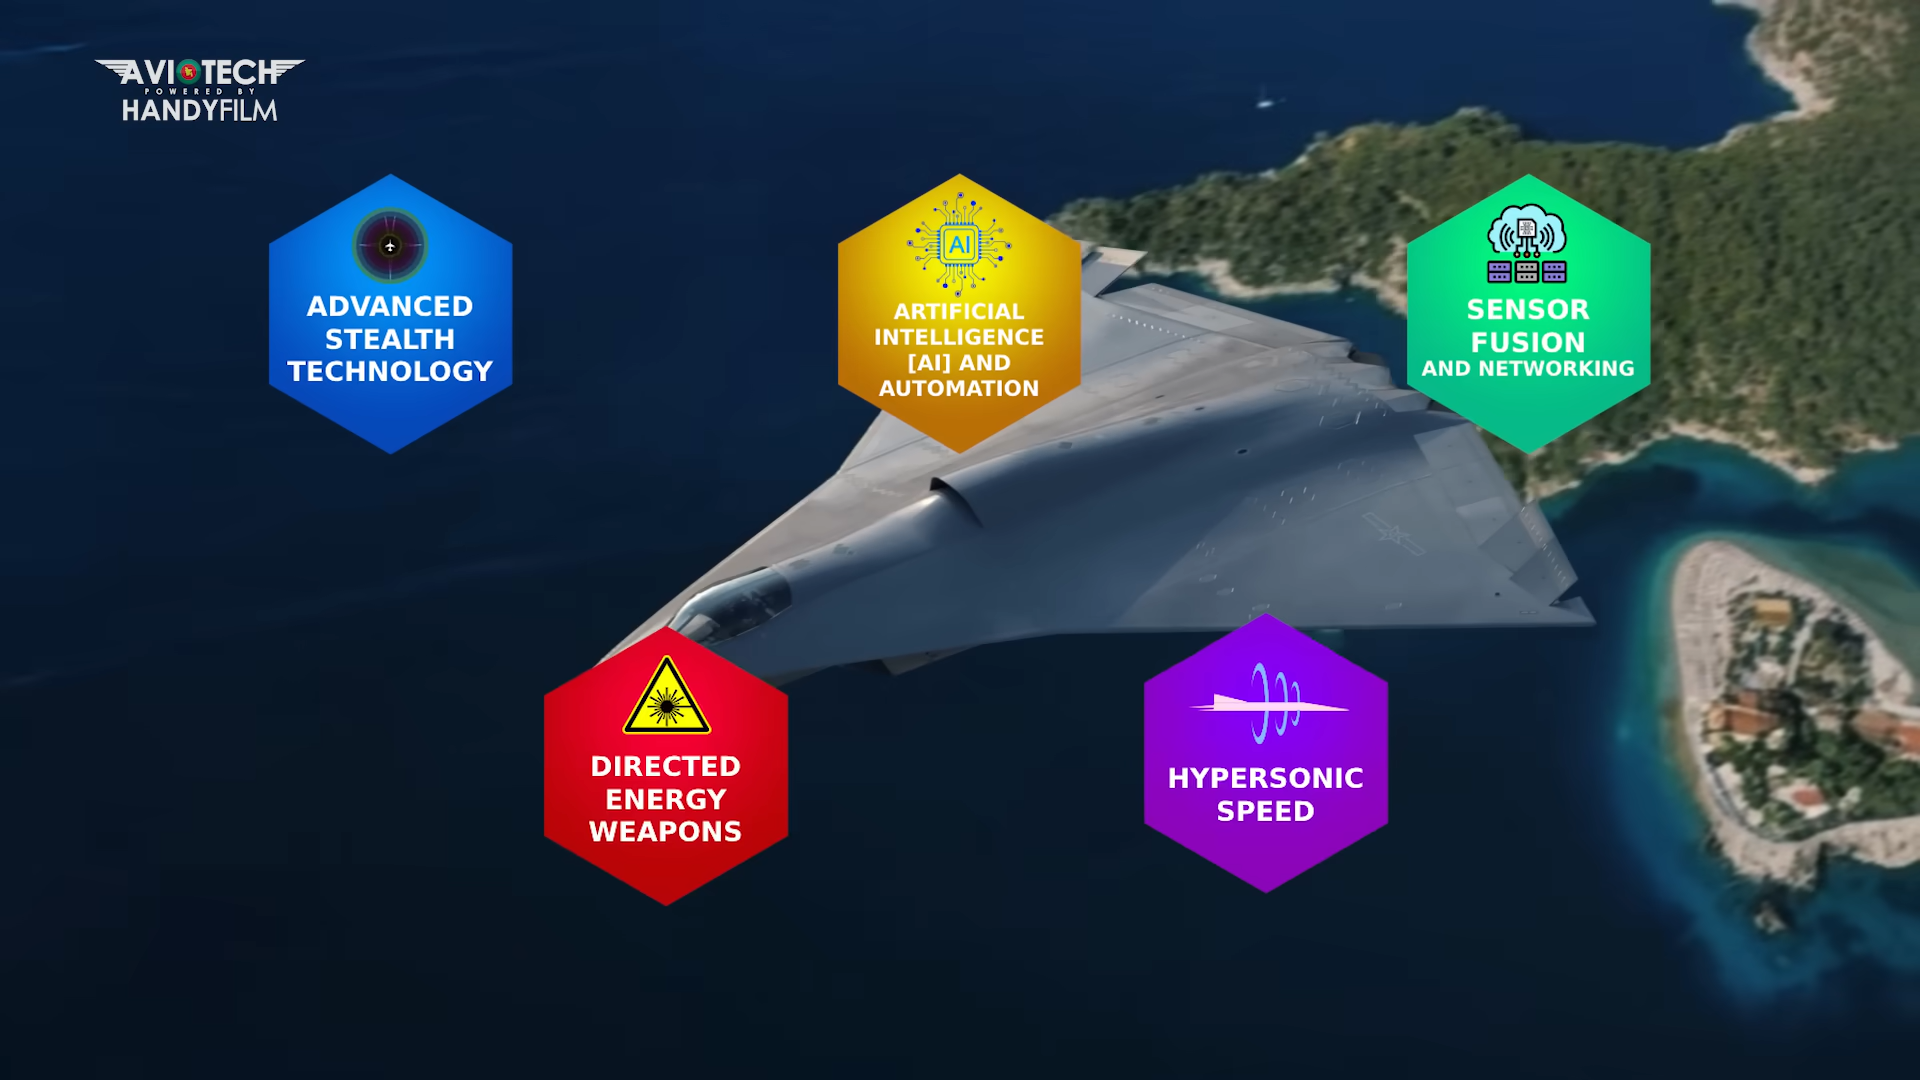 AVIOTECH
POWERED BY
HANDYFILM
ADVANCED
STEALTH
TECHNOLOGY
AI
ARTIFICIAL
INTELLIGENCE
[AI] AND
AUTOMATION
SENSOR
FUSION
AND NETWORKING
DIRECTED
ENERGY
WEAPONS
HYPERSONIC
SPEED